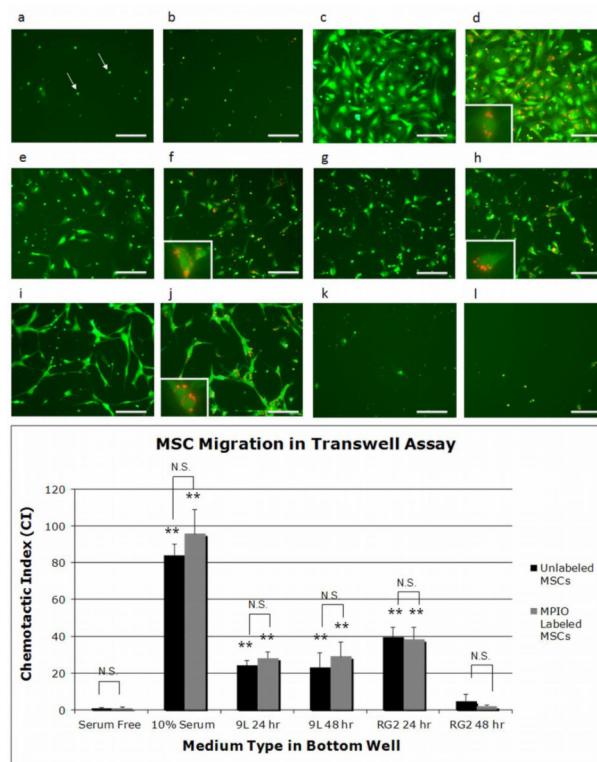 a b c d
e f g h
i j k l
MSC Migration in Transwell Assay
N.S.
120
100
80
60
40
20
0
Chemotactic Index (CI)
** **
N.S.
** **
N.S.
** **
N.S.
** **
N.S.
N.S.
Unlabeled
MSCs
MPIO
Labeled
MSCs
Serum Free 10% Serum 9L 24 hr 9L 48 hr RG2 24 hr RG2 48 hr
Medium Type in Bottom Well